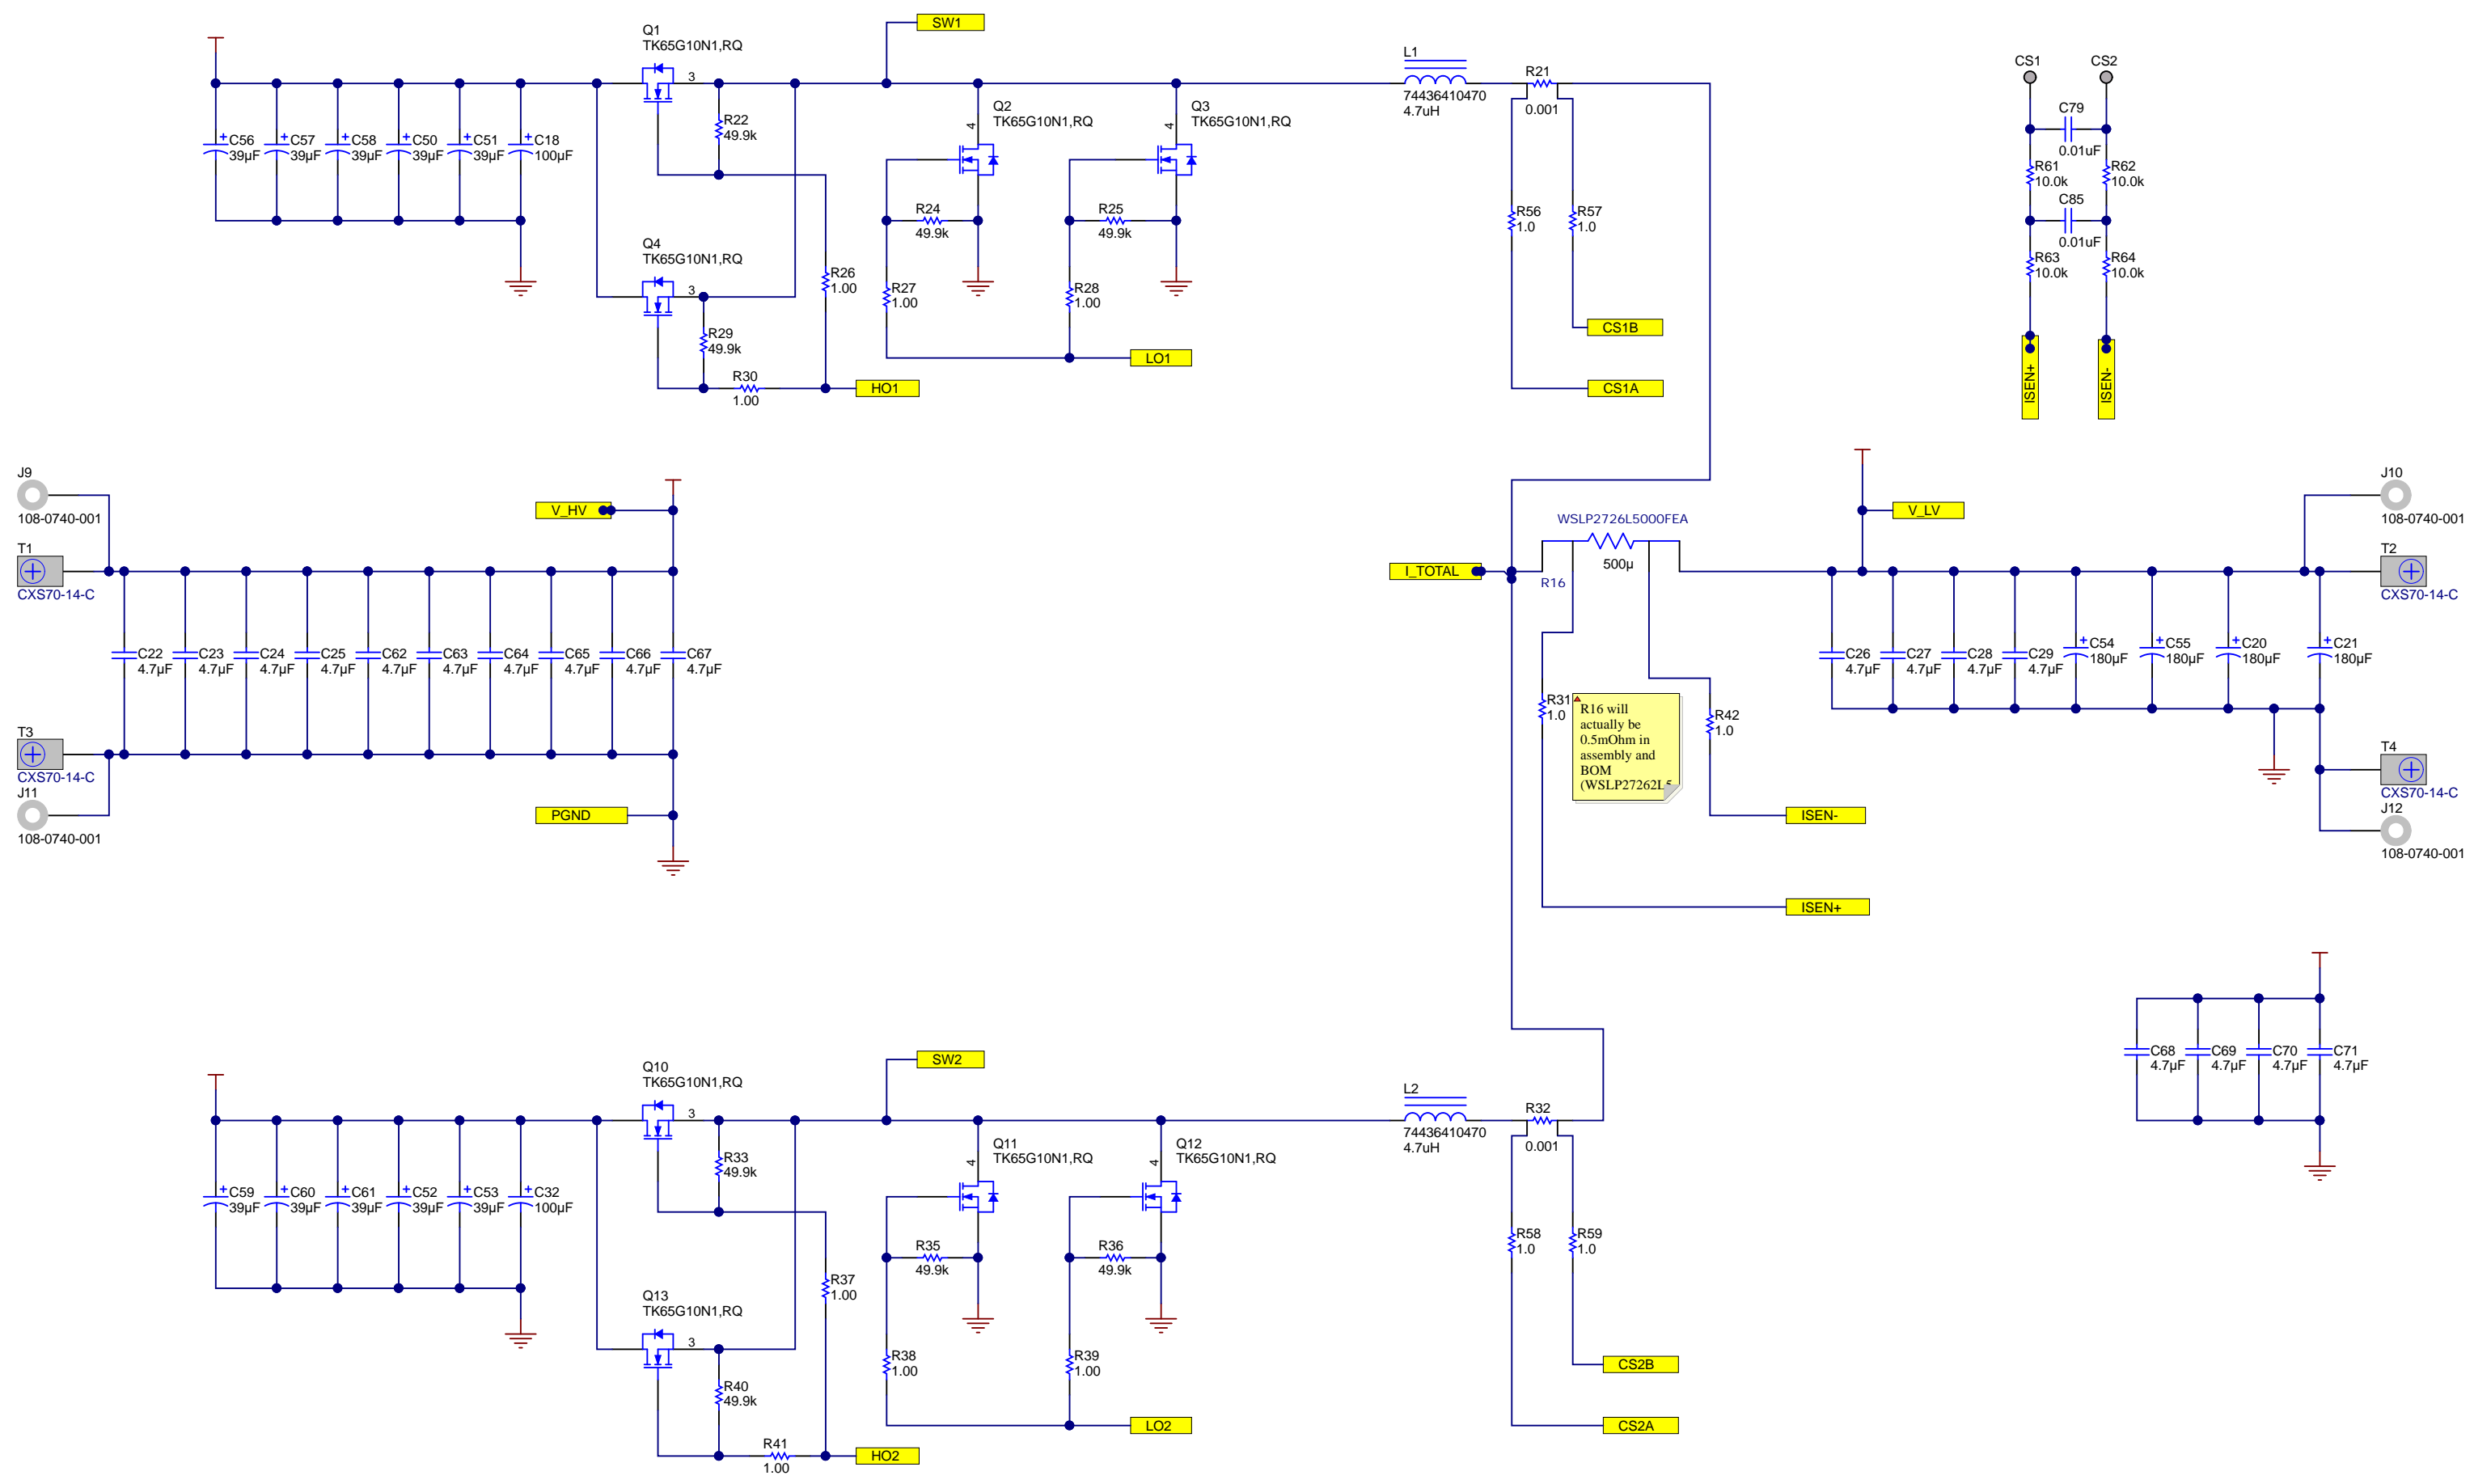 SW1
Q1
TK65G10N1,RQ
3
C56
39µF
C57
39µF
C58
39µF
C50
39µF
C51
39µF
C18
100µF
R22
49.9k
Q2
TK65G10N1,RQ
4
Q3
TK65G10N1,RQ
4
R24
49.9k
R25
49.9k
Q4
TK65G10N1,RQ
3
R26
1.00
R27
1.00
R28
1.00
R29
49.9k
R30
1.00
HO1
LO1
L1
74436410470
4.7uH
R21
0.001
R56
1.0
R57
1.0
CS1B
CS1A
CS1
CS2
C79
0.01uF
R61
10.0k
R62
10.0k
C85
0.01uF
R63
10.0k
R64
10.0k
ISEN+
ISEN-
J9
108-0740-001
T1
CXS70-14-C
V_HV
C22
4.7µF
C23
4.7µF
C24
4.7µF
C25
4.7µF
C62
4.7µF
C63
4.7µF
C64
4.7µF
C65
4.7µF
C66
4.7µF
C67
4.7µF
T3
CXS70-14-C
J11
108-0740-001
PGND
I_TOTAL
WSLP2726L5000FEA
500µ
R16
R31
1.0
R16 will
actually be
0.5mOhm in
assembly and
BOM
(WSLP27262L5
R42
1.0
ISEN-
ISEN+
V_LV
C26
4.7µF
C27
4.7µF
C28
4.7µF
C29
4.7µF
C54
180µF
C55
180µF
C20
180µF
C21
180µF
J10
108-0740-001
T2
CXS70-14-C
T4
CXS70-14-C
J12
108-0740-001
C68
4.7µF
C69
4.7µF
C70
4.7µF
C71
4.7µF
SW2
Q10
TK65G10N1,RQ
3
C59
39µF
C60
39µF
C61
39µF
C52
39µF
C53
39µF
C32
100µF
R33
49.9k
Q11
TK65G10N1,RQ
4
Q12
TK65G10N1,RQ
4
R35
49.9k
R36
49.9k
Q13
TK65G10N1,RQ
3
R37
1.00
R38
1.00
R39
1.00
R40
49.9k
R41
1.00
HO2
LO2
L2
74436410470
4.7uH
R32
0.001
R58
1.0
R59
1.0
CS2B
CS2A